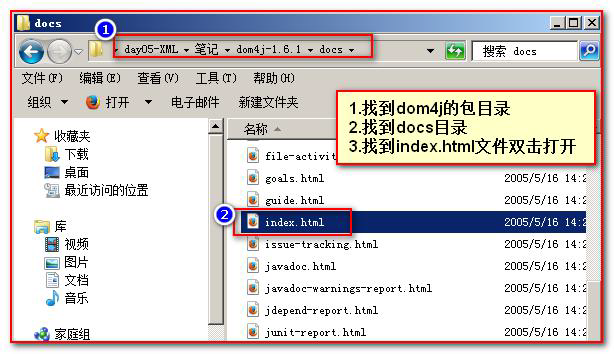 docs
1
day05-XML ▸ 笔记 ▸ dom4j-1.6.1 ▸ docs ▸
搜索 docs
文件(F) 编辑(E) 查看(V) 工具(T) 帮助(H)
组织 打开 电子邮件 新建文件夹
1.找到dom4j的包目录
2.找到docs目录
3.找到index.html文件双击打开
收藏夹
下载
桌面
最近访问的位置
库
视频
图片
文档
音乐
家庭组
名称
file-activit
goals.html 2005/5/16 14:2
guide.html 2005/5/16 14:2
2
index.html 2005/5/16 14:2
issue-tracking.html 2005/5/16 14:2
javadoc.html 2005/5/16 14:2
javadoc-warnings-report.html 2005/5/16 14:2
jdepend-report.html 2005/5/16 14:2
junit-report.html 2005/5/16 14:2